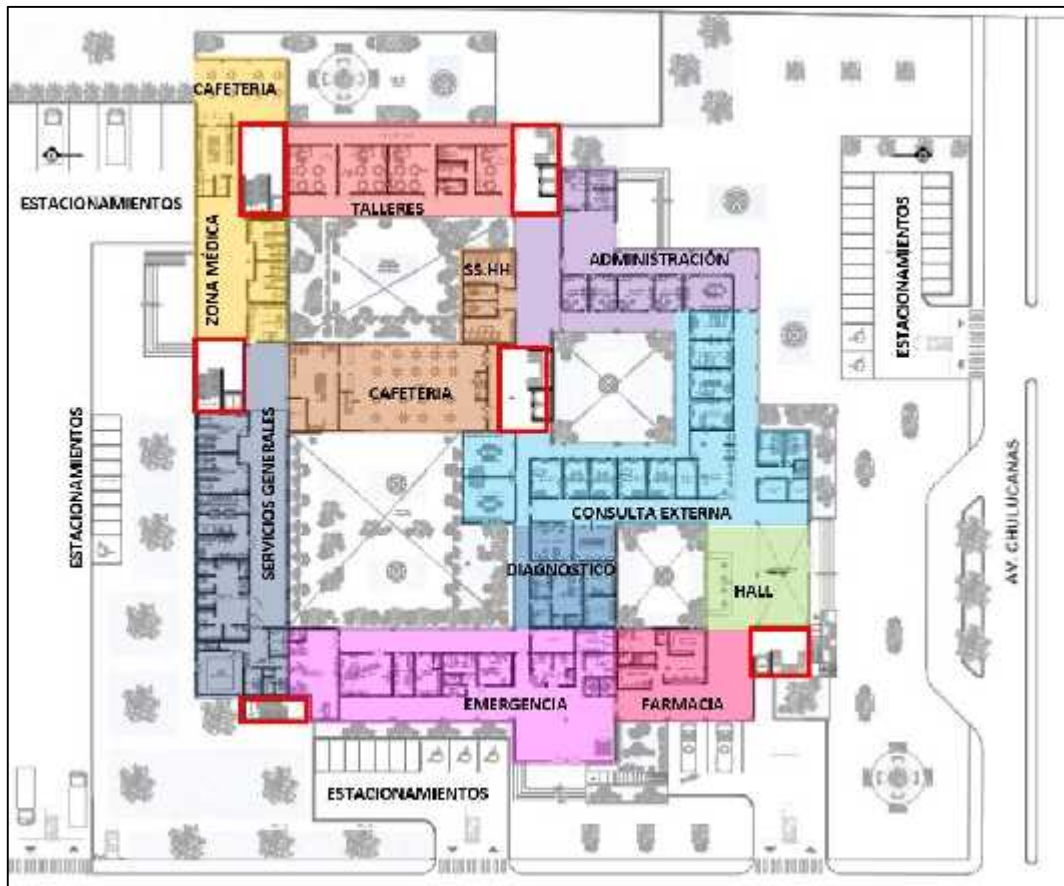 CAFETERIA
TALLERES
ESTACIONAMIENTOS
ZONA MÉDICA
SS.HH
ADMINISTRACIÓN
ESTACIONAMIENTOS
CAFETERIA
ESTACIONAMIENTOS
SERVICIOS GENERALES
CONSULTA EXTERNA
DIAGNOSTICO
HALL
AV. CHULUCANAS
EMERGENCIA
FARMACIA
ESTACIONAMIENTOS